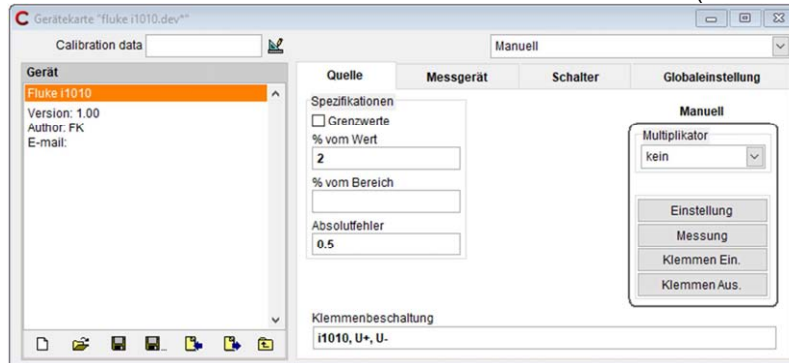 Gerätekarte "fluke i1010.dev*"
Calibration data
Manuell
Gerät
Fluke i1010
Version: 1.00
Author: FK
E-mail:
Quelle
Messgerät
Schalter
Globaleinstellung
Spezifikationen
Grenzwerte
% vom Wert
2
% vom Bereich
Absolutfehler
0.5
Manuell
Multiplikator
kein
Einstellung
Messung
Klemmen Ein.
Klemmen Aus.
Klemmenbeschaltung
i1010, U+, U-